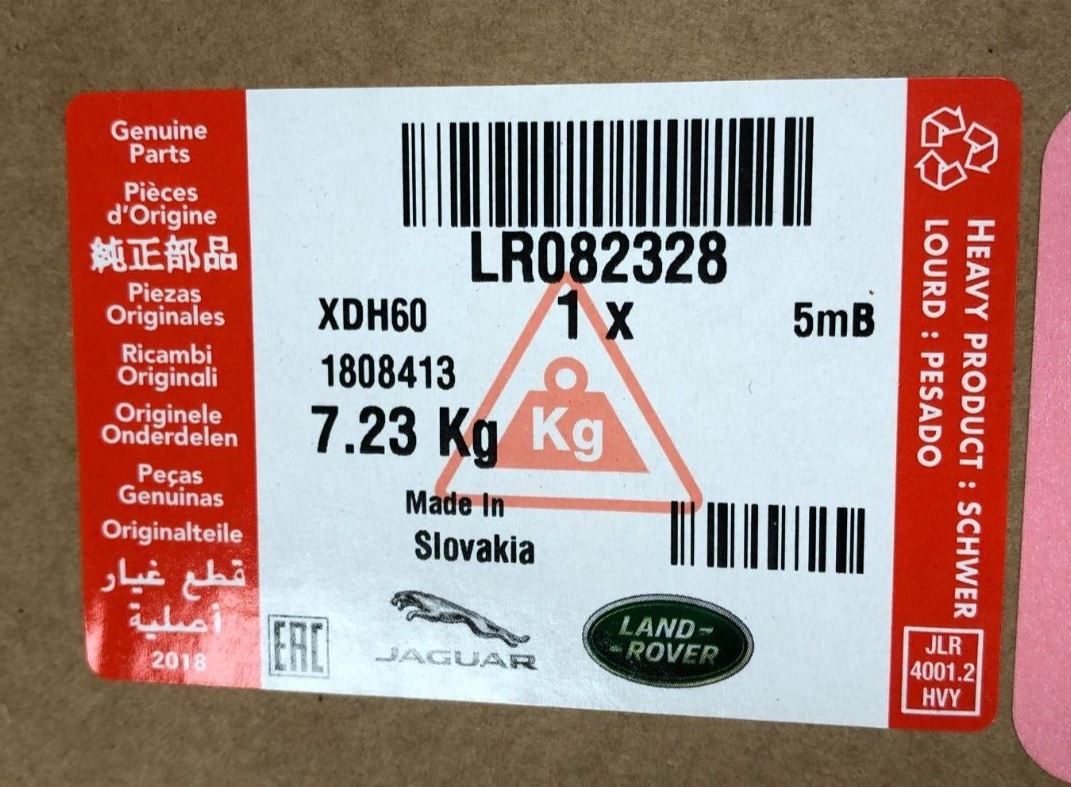 Genuine
Parts
Pièces
d'Origine
純正部品
Piezas
Originales
Ricambi
Originali
Originele
Onderdelen
Peças
Genuinas
Originalteile
قطع غيار
أصلية
2018
LR082328
XDH60
1 x
5mB
1808413
7.23 Kg
Kg
Made In
Slovakia
EAC
JAGUAR
LAND-
-ROVER
HEAVY PRODUCT : SCHWER
LOURD : PESADO
JLR
4001.2
HVY